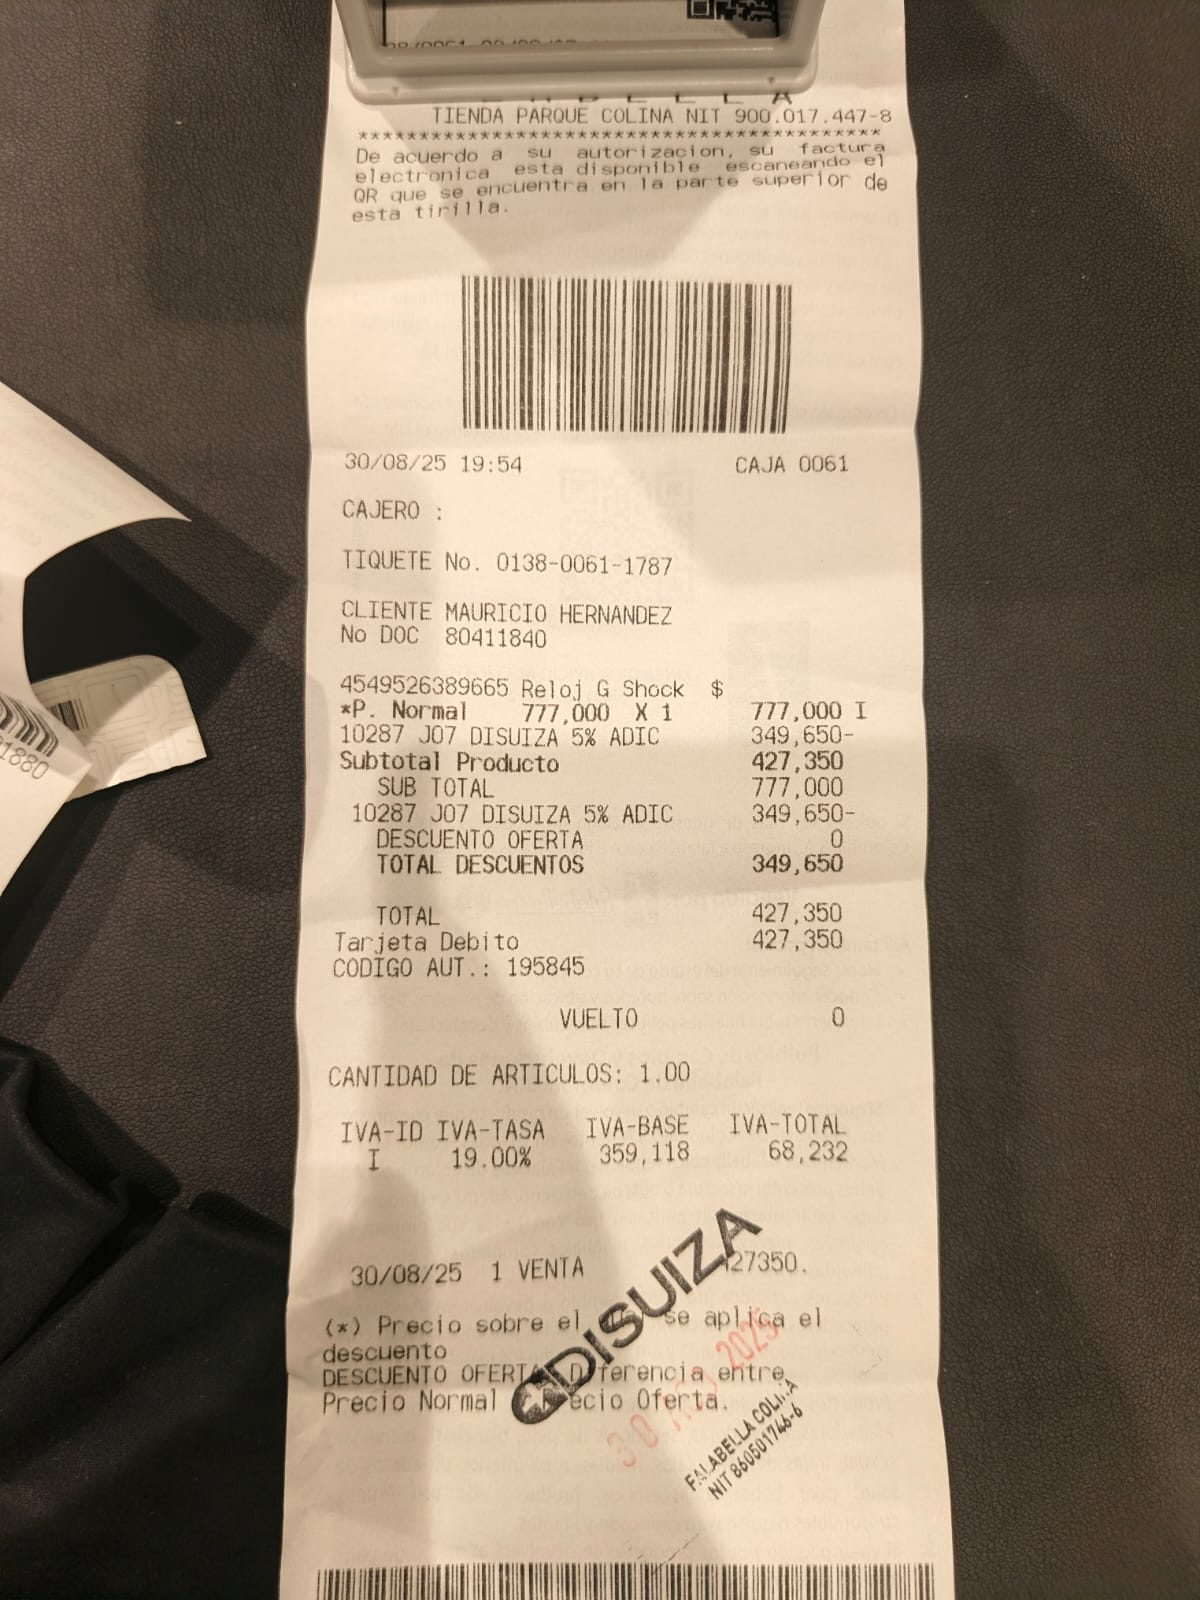 TIENDA PARQUE COLINA NIT 900.017.447-8
********************************************
De acuerdo a su autorizacion, su factura
electronica esta disponible escaneando el
QR que se encuentra en la parte superior de
esta tirilla.
30/08/25 19:54 CAJA 0061
CAJERO :
TIQUETE No. 0138-0061-1787
CLIENTE MAURICIO HERNANDEZ
No DOC 80411840
4549526389665 Reloj G Shock $
*P. Normal 777,000 X 1 777,000 I
10287 J07 DISUIZA 5% ADIC 349,650-
Subtotal Producto 427,350
SUB TOTAL 777,000
10287 J07 DISUIZA 5% ADIC 349,650-
DESCUENTO OFERTA 0
TOTAL DESCUENTOS 349,650
TOTAL 427,350
Tarjeta Debito 427,350
CODIGO AUT.: 195845
VUELTO 0
CANTIDAD DE ARTICULOS: 1.00
IVA-ID IVA-TASA IVA-BASE IVA-TOTAL
I 19.00% 359,118 68,232
30/08/25 1 VENTA 27350.
(*) Precio sobre el se aplica el
descuento
DESCUENTO OFERTA Diferencia entre
Precio Normal Oferta.
DISUIZA
30 AGO 2025
FALABELLA COLINA
NIT 860501746-6
1880